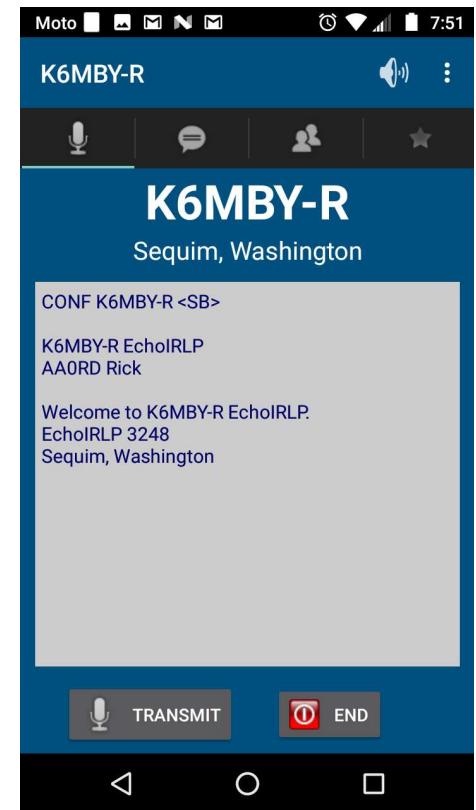 Moto
7:51
K6MBY-R
K6MBY-R
Sequim, Washington
CONF K6MBY-R <SB>
K6MBY-R EchoIRLP
AA0RD Rick
Welcome to K6MBY-R EchoIRLP.
EchoIRLP 3248
Sequim, Washington
TRANSMIT
END